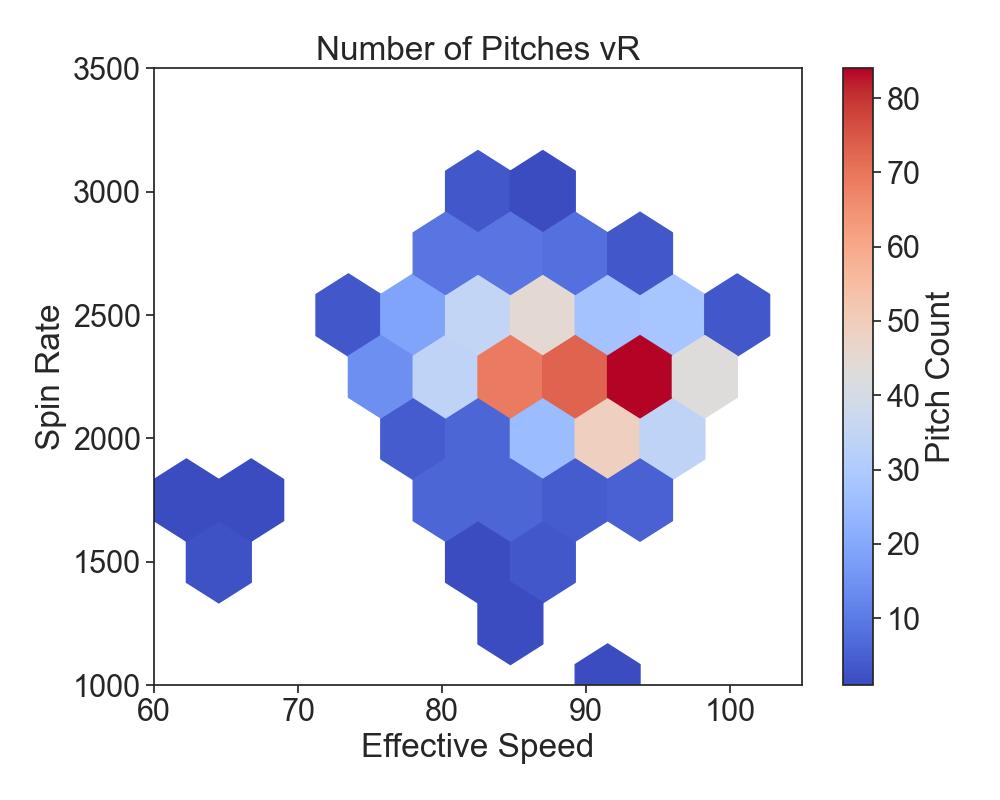 Number of Pitches vR
3500
3000
2500
2000
1500
1000
Spin Rate
60 70 80 90 100
Effective Speed
80
70
60
50
40
30
20
10
Pitch Count